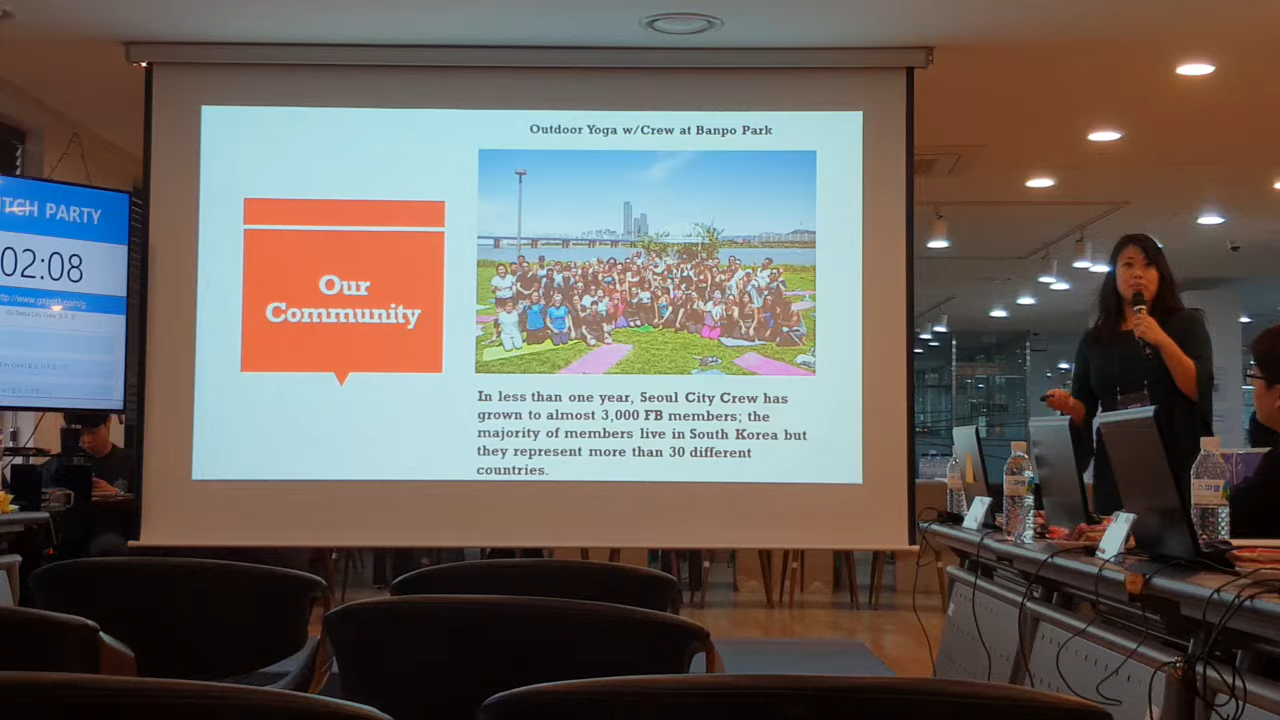 Outdoor Yoga w/Crew at Banpo Park
Our
Community
In less than one year, Seoul City Crew has
grown to almost 3,000 FB members; the
majority of members live in South Korea but
they represent more than 30 different
countries.
PARTY
02:08